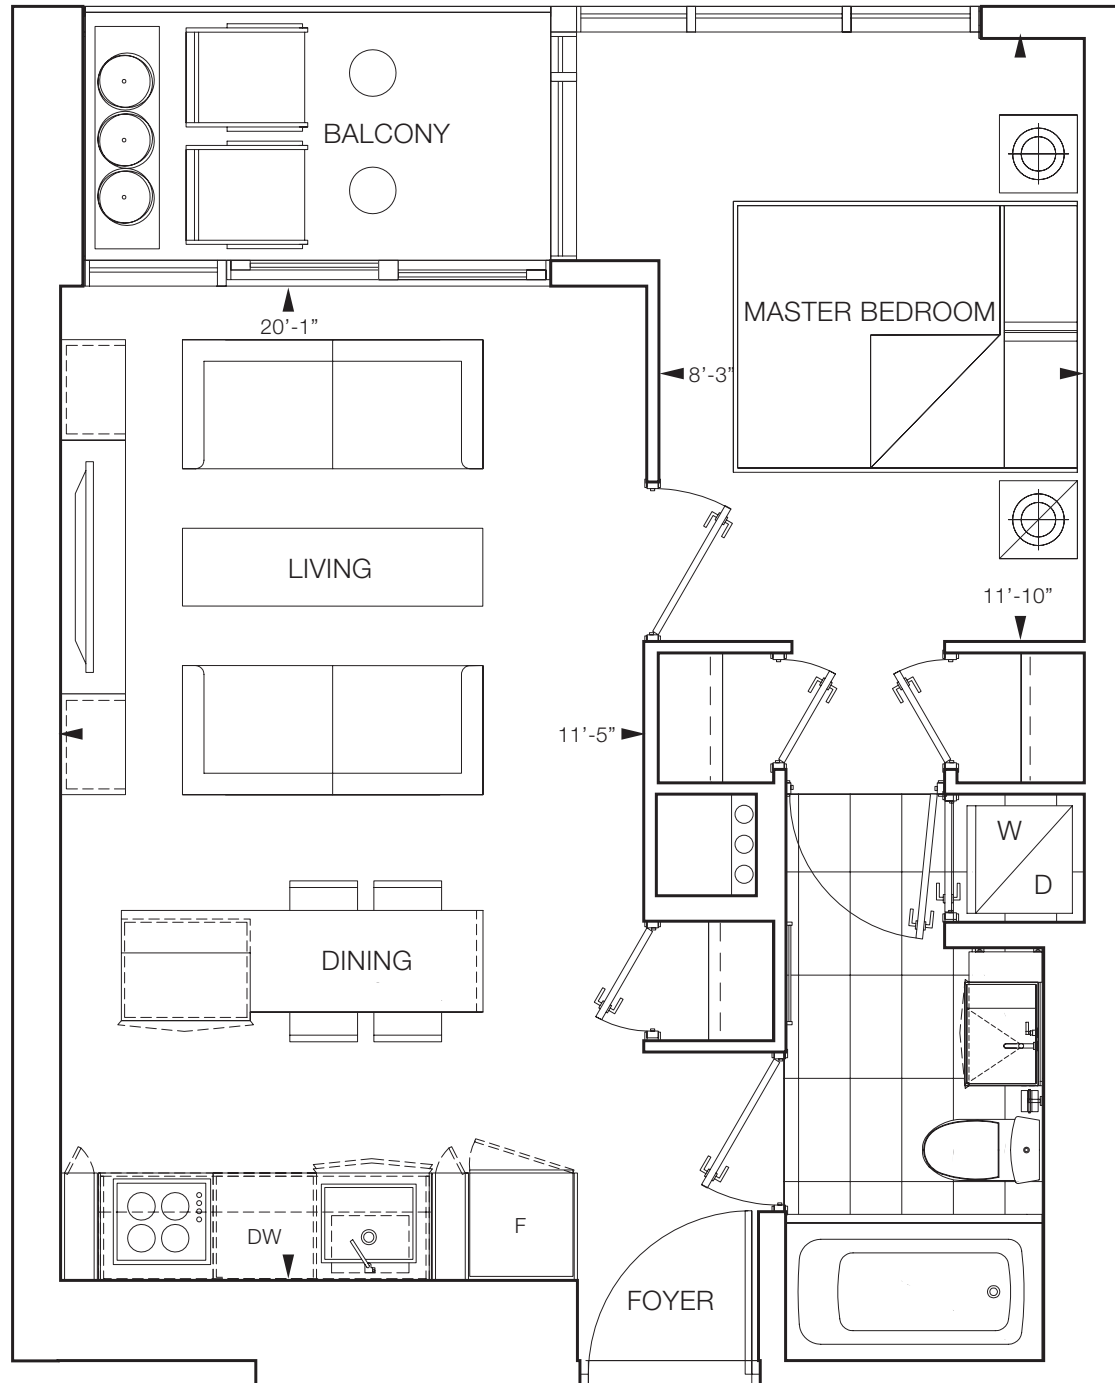 BALCONY
MASTER BEDROOM
20’-1”
8’-3”
LIVING
11’-10”
11’-5”
W
D
DINING
F
DW
FOYER